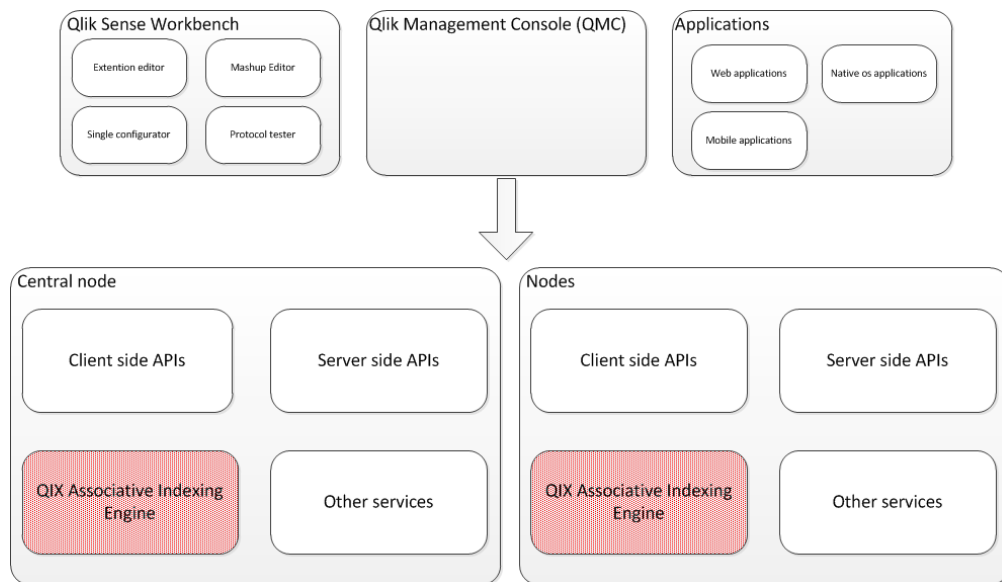 Qlik Sense Workbench
Extention editor
Mashup Editor
Single configurator
Protocol tester
Qlik Management Console (QMC)
Applications
Web applications
Native os applications
Mobile applications
Central node
Client side APIs
Server side APIs
QIX Associative Indexing
Engine
Other services
Nodes
Client side APIs
Server side APIs
QIX Associative Indexing
Engine
Other services